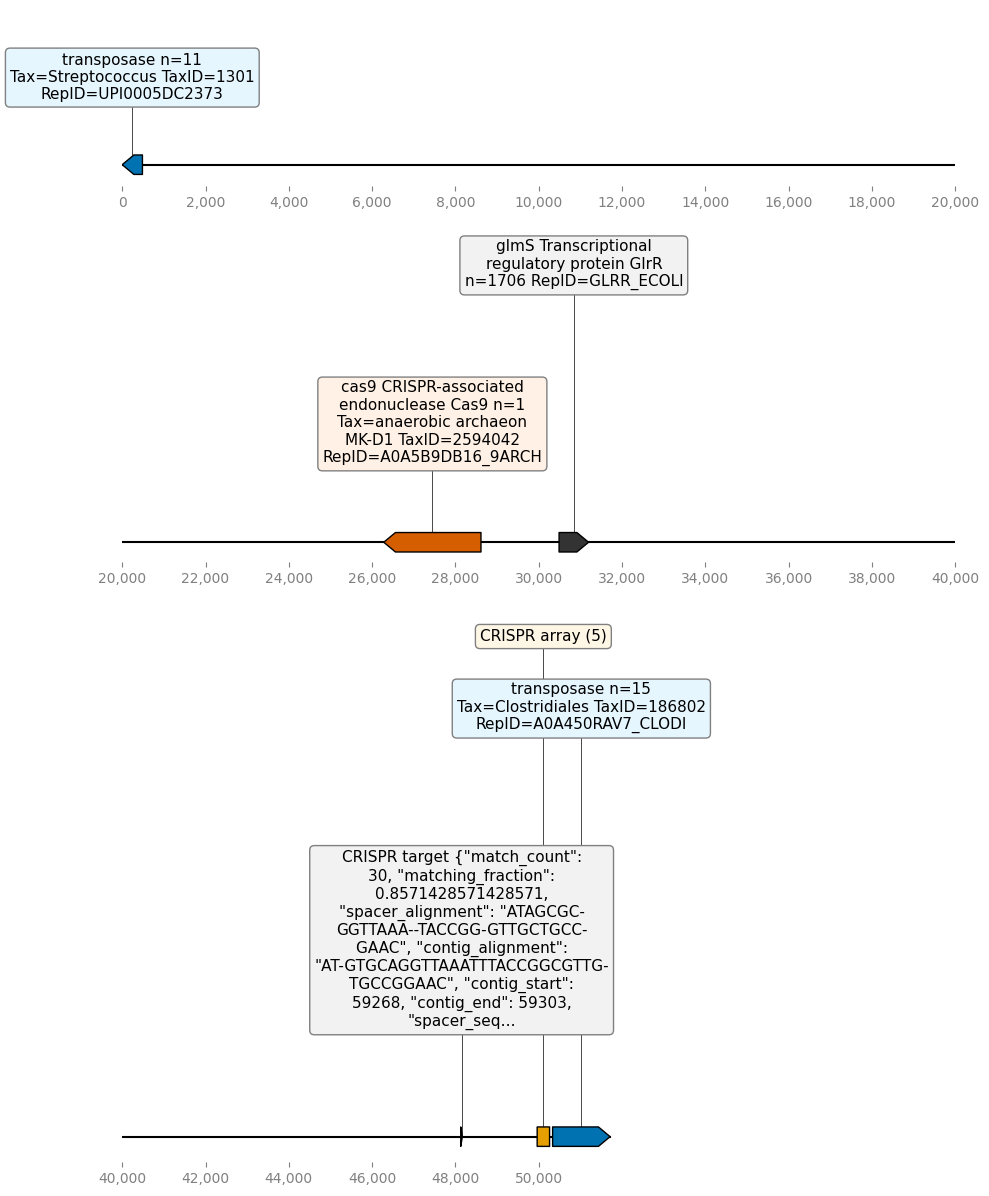 transposase n=11
Tax=Streptococcus TaxID=1301
RepID=UPI0005DC2373
0 2,000 4,000 6,000 8,000 10,000 12,000 14,000 16,000 18,000 20,000
glmS Transcriptional
regulatory protein GlrR
n=1706 RepID=GLRR_ECOLI
cas9 CRISPR-associated
endonuclease Cas9 n=1
Tax=anaerobic archaeon
MK-D1 TaxID=2594042
RepID=A0A5B9DB16_9ARCH
20,000 22,000 24,000 26,000 28,000 30,000 32,000 34,000 36,000 38,000 40,000
CRISPR array (5)
transposase n=15
Tax=Clostridiales TaxID=186802
RepID=A0A450RAV7_CLODI
CRISPR target {"match_count":
30, "matching_fraction":
0.8571428571428571,
"spacer_alignment": "ATAGCGC-
GGTTAAA--TACCGG-GTTGCTGCC-
GAAC", "contig_alignment":
"AT-GTGCAGGTTAAATTTACCGGCGTTG-
TGCCGGAAC", "contig_start":
59268, "contig_end": 59303,
"spacer_seq...
40,000 42,000 44,000 46,000 48,000 50,000